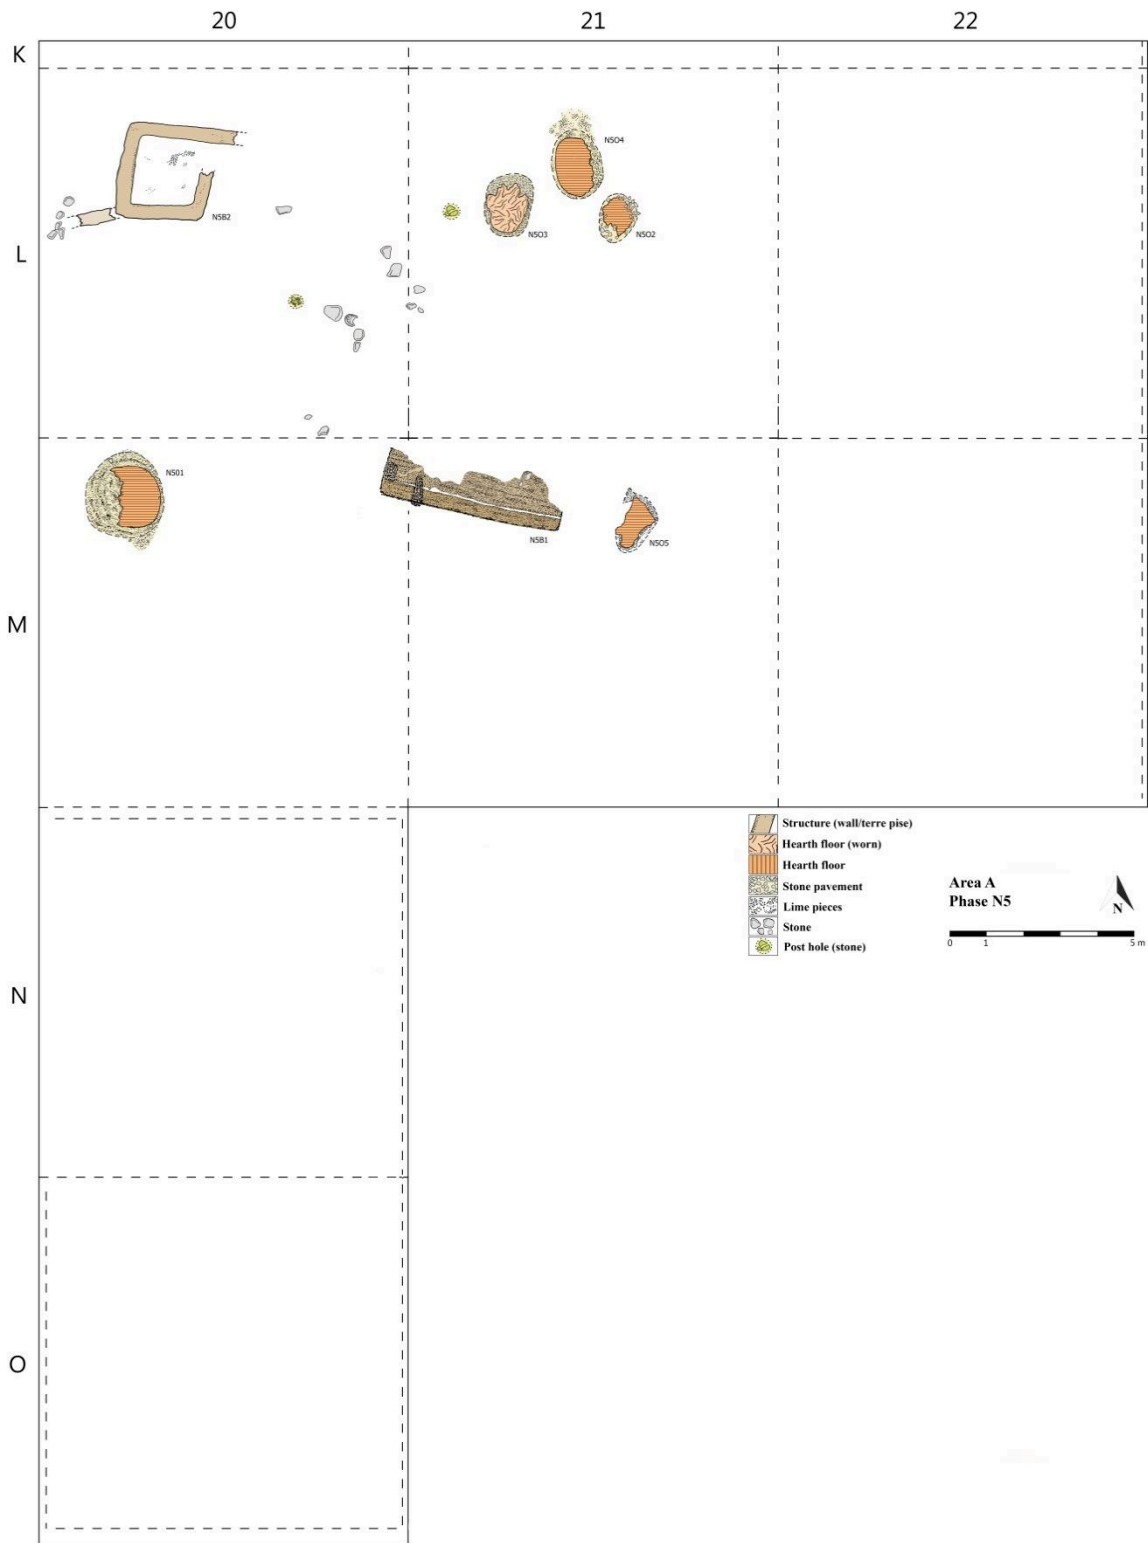 20 21 22
K
N5O4
N5B2
N5O3
N5O2
L
N5O1
N5B1
N5O5
M
Structure (wall/terre pise)
Hearth floor (worn)
Hearth floor
Stone pavement
Lime pieces
Stone
Post hole (stone)
Area A
Phase N5
N
0 1 5 m
N
O